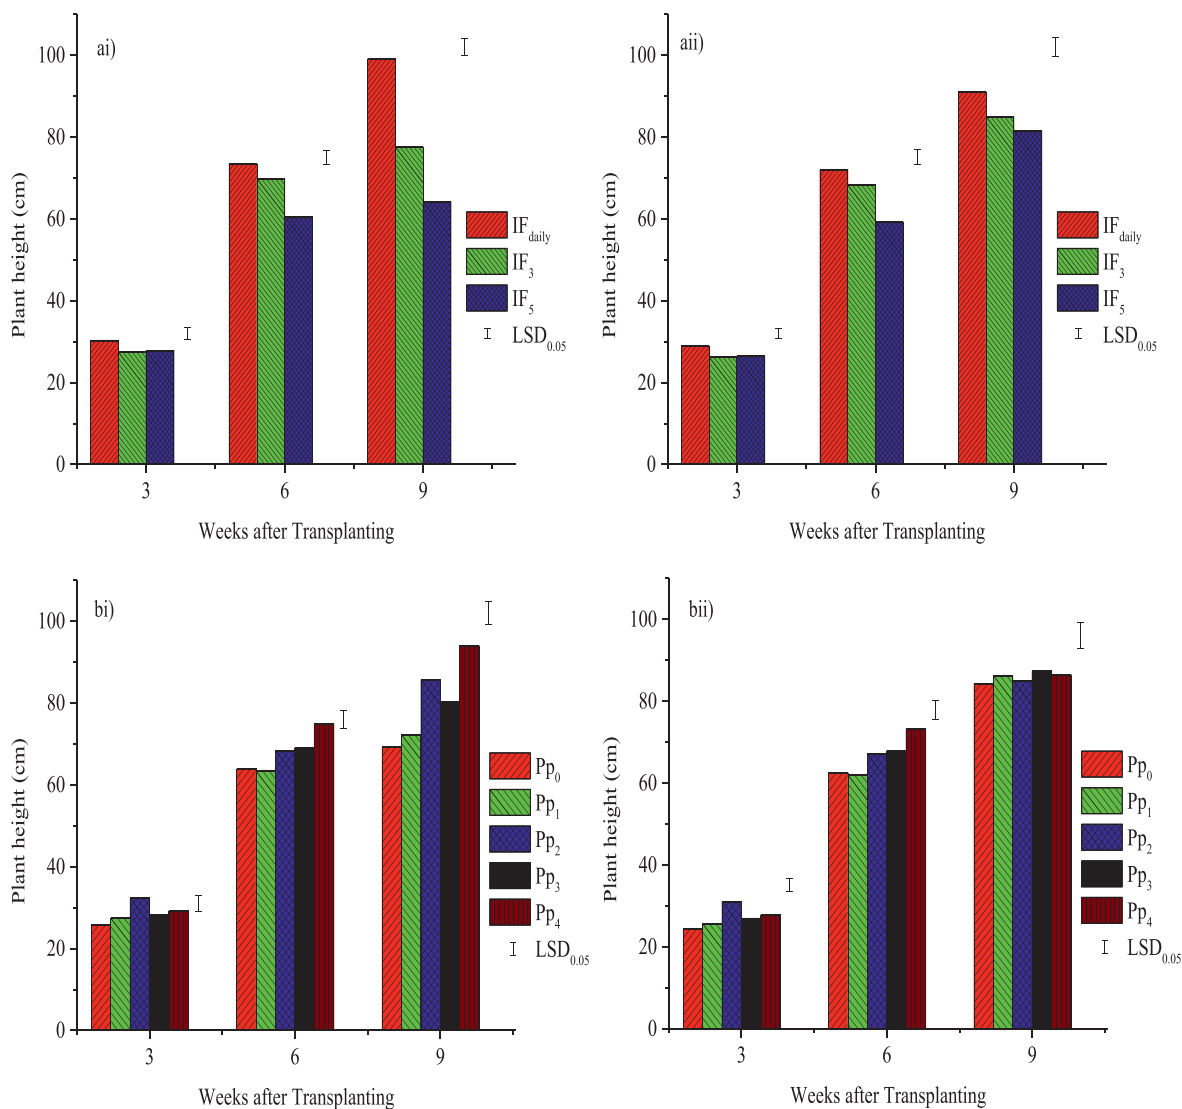 ai)
Plant height (cm)
100
80
60
40
20
0
3
6
9
Weeks after Transplanting
IFdaily
IF3
IF5
LSD0.05
aii)
Plant height (cm)
100
80
60
40
20
0
3
6
9
Weeks after Transplanting
IFdaily
IF3
IF5
LSD0.05
bi)
Plant height (cm)
100
80
60
40
20
0
3
6
9
Weeks after Transplanting
Pp0
Pp1
Pp2
Pp3
Pp4
LSD0.05
bii)
Plant height (cm)
100
80
60
40
20
0
3
6
9
Weeks after Transplanting
Pp0
Pp1
Pp2
Pp3
Pp4
LSD0.05